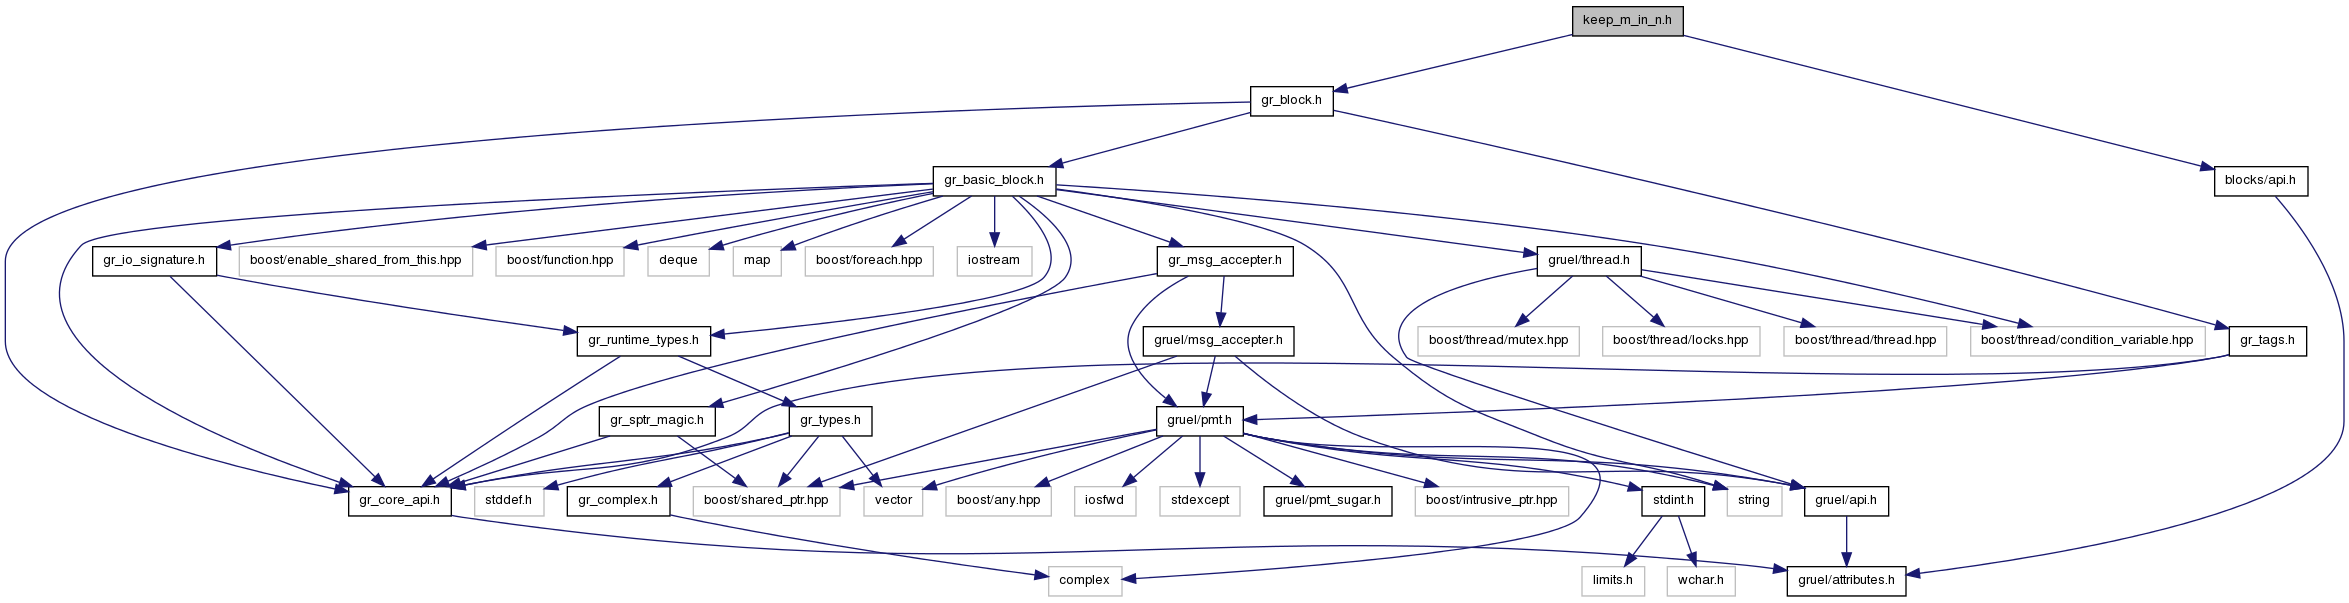 keep_m_in_n.h
gr_block.h
gr_basic_block.h
blocks/api.h
gr_io_signature.h
boost/enable_shared_from_this.hpp
boost/function.hpp
deque
map
boost/foreach.hpp
iostream
gr_msg_accepter.h
gruel/thread.h
gr_runtime_types.h
gruel/msg_accepter.h
boost/thread/mutex.hpp
boost/thread/locks.hpp
boost/thread/thread.hpp
boost/thread/condition_variable.hpp
gr_tags.h
gr_sptr_magic.h
gr_types.h
gruel/pmt.h
gr_core_api.h
stddef.h
gr_complex.h
boost/shared_ptr.hpp
vector
boost/any.hpp
iosfwd
stdexcept
gruel/pmt_sugar.h
boost/intrusive_ptr.hpp
stdint.h
string
gruel/api.h
complex
limits.h
wchar.h
gruel/attributes.h